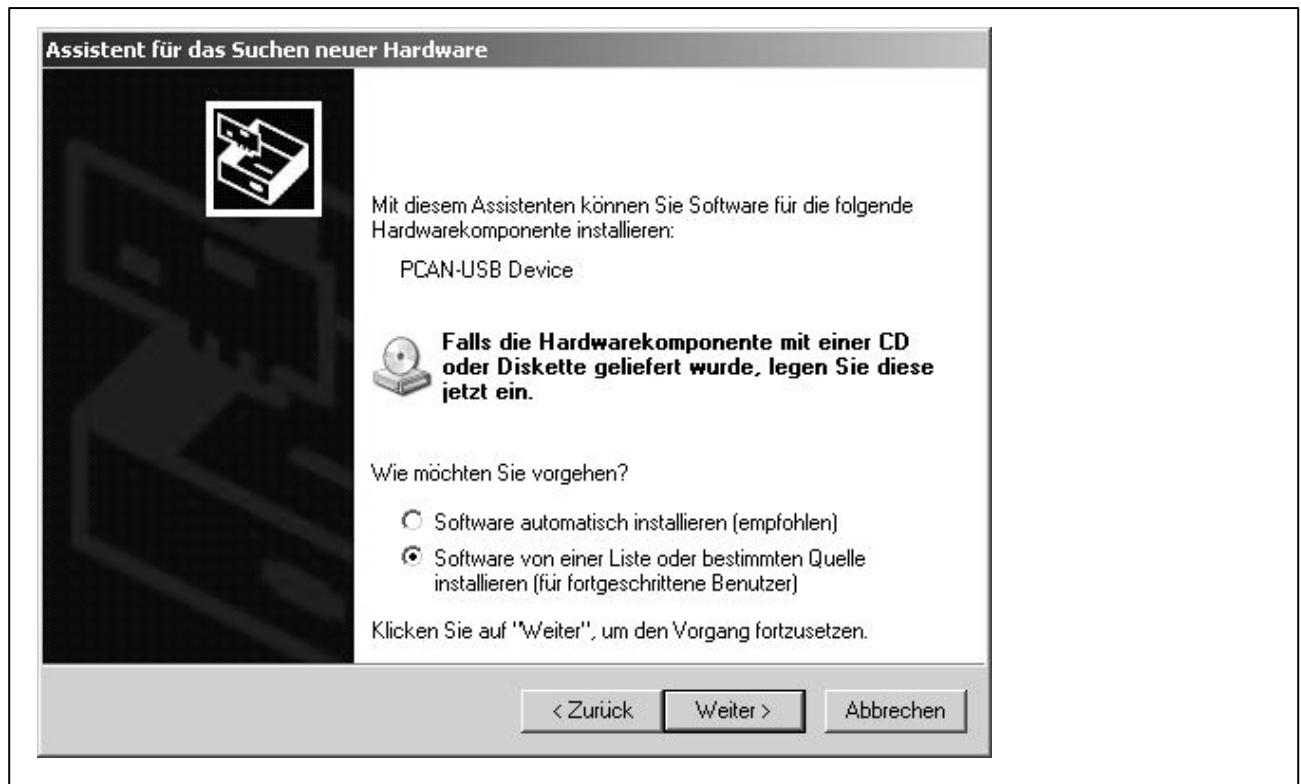 Assistent für das Suchen neuer Hardware
Mit diesem Assistenten können Sie Software für die folgende
Hardwarekomponente installieren:
PCAN-USB Device
Falls die Hardwarekomponente mit einer CD
oder Diskette geliefert wurde, legen Sie diese
jetzt ein.
Wie möchten Sie vorgehen?
Software automatisch installieren (empfohlen)
Software von einer Liste oder bestimmten Quelle
installieren (für fortgeschrittene Benutzer)
Klicken Sie auf "Weiter", um den Vorgang fortzusetzen.
< Zurück Weiter > Abbrechen